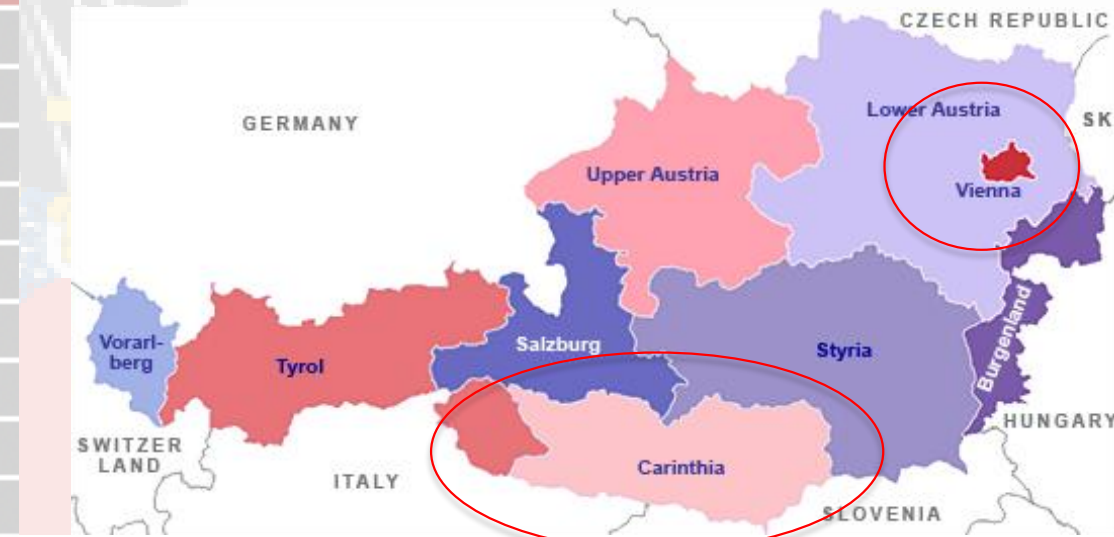 CZECH REPUBLIC
Lower Austria
SK
GERMANY
Upper Austria
Vienna
Vorarl-
berg
Tyrol
Salzburg
Styria
Burgenland
SWITZER
LAND
ITALY
Carinthia
HUNGARY
SLOVENIA